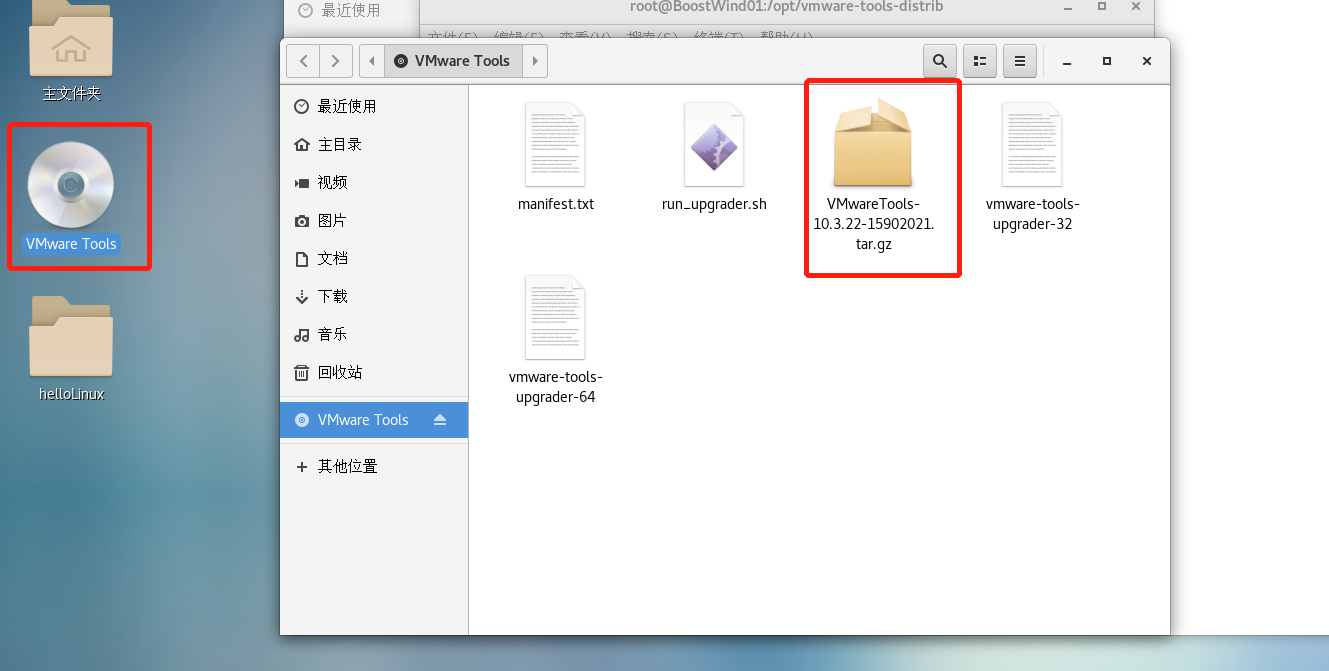 最近使用
root@BoostWind01:/opt/vmware-tools-distrib
文件(F) 编辑(E) 查看(V) 搜索(S) 终端(T) 帮助(H)
主文件夹
VMware Tools
helloLinux
VMware Tools
最近使用
主目录
视频
图片
文档
下载
音乐
回收站
VMware Tools
其他位置
manifest.txt
run_upgrader.sh
VMwareTools-
10.3.22-15902021.
tar.gz
vmware-tools-
upgrader-32
vmware-tools-
upgrader-64